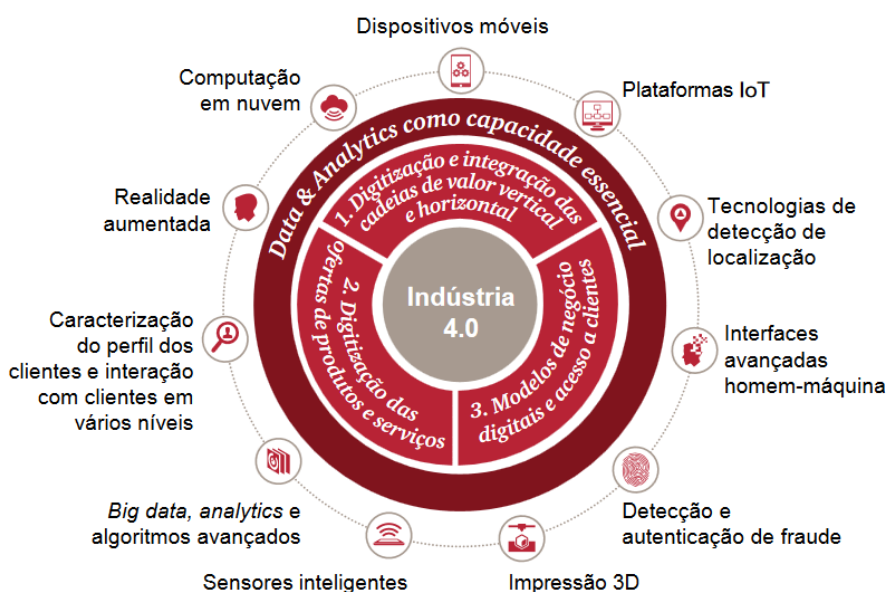 Dispositivos móveis
Computação
em nuvem
Plataformas IoT
Data & Analytics como capacidade essencial
1. Digitização e integração das
cadeias de valor vertical
e horizontal
Realidade
aumentada
Tecnologias de
detecção de
localização
2. Digitização das
ofertas de produtos e serviços
Indústria
4.0
3. Modelos de negócio
digitais e acesso a clientes
Caracterização
do perfil dos
clientes e interação
com clientes em
vários níveis
Interfaces
avançadas
homem-máquina
Big data, analytics e
algoritmos avançados
Detecção e
autenticação de fraude
Sensores inteligentes
Impressão 3D